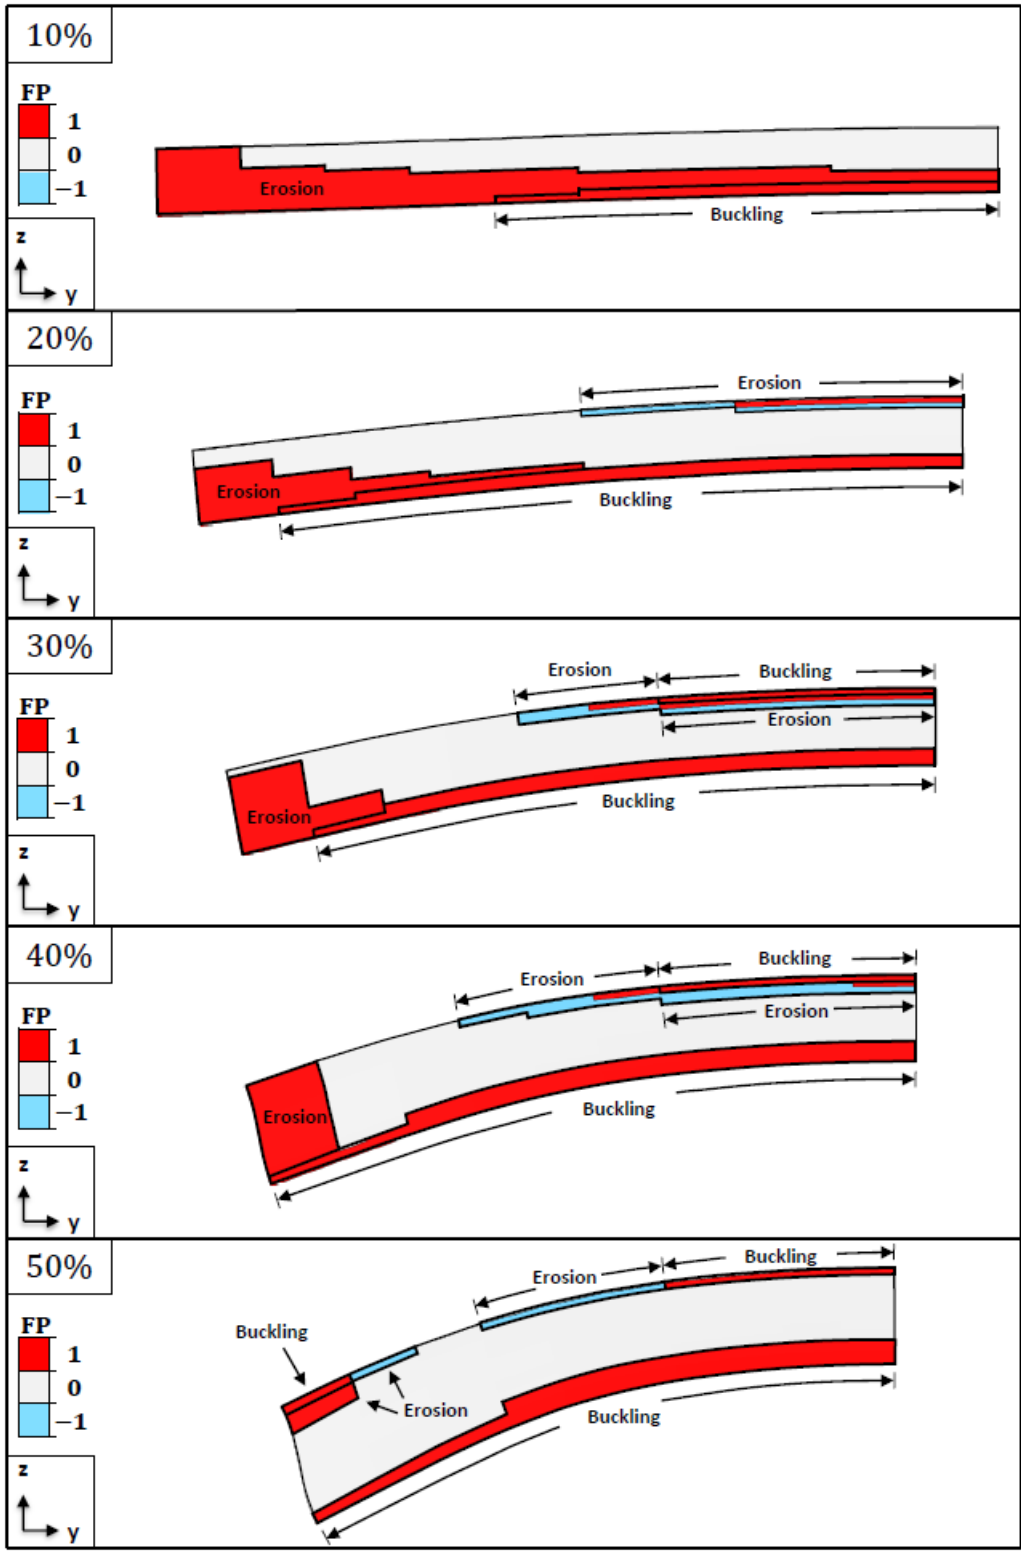 10%
FP
1
0
−1
Erosion
Buckling
z
y
20%
Erosion
FP
1
0
−1
Erosion
Buckling
z
y
30%
Erosion
Buckling
FP
1
0
−1
Erosion
Buckling
Erosion
z
y
40%
Buckling
Erosion
FP
1
0
−1
Erosion
Erosion
Buckling
z
y
50%
Buckling
Erosion
FP
1
0
−1
Buckling
Erosion
Buckling
z
y